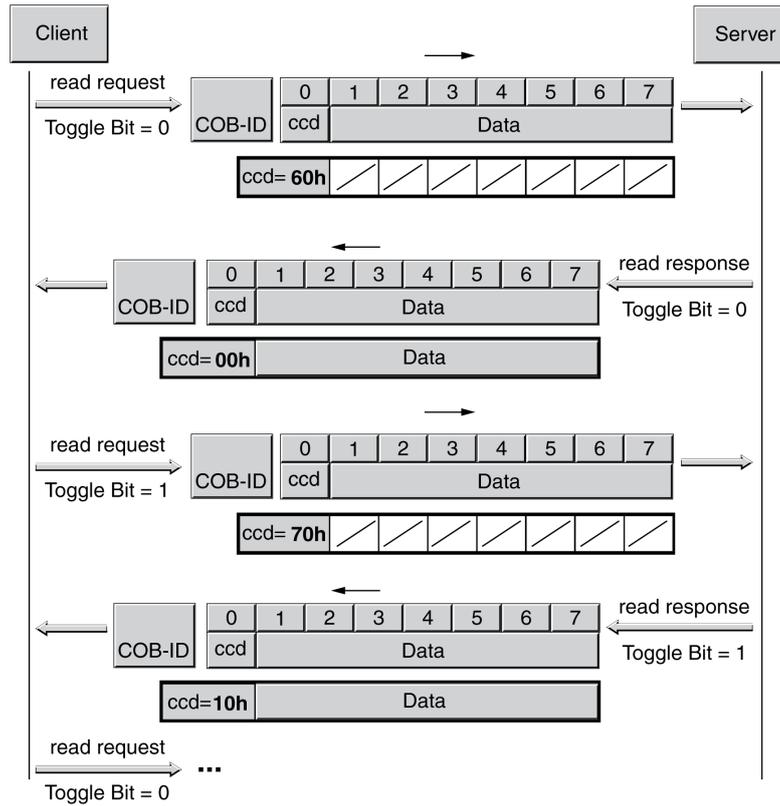 Client
Server
read request
Toggle Bit = 0
COB-ID
0 1 2 3 4 5 6 7
ccd Data
ccd= 60h
read response
Toggle Bit = 0
COB-ID
0 1 2 3 4 5 6 7
ccd Data
ccd= 00h Data
read request
Toggle Bit = 1
COB-ID
0 1 2 3 4 5 6 7
ccd Data
ccd= 70h
read response
Toggle Bit = 1
COB-ID
0 1 2 3 4 5 6 7
ccd Data
ccd=10h Data
read request
Toggle Bit = 0
...